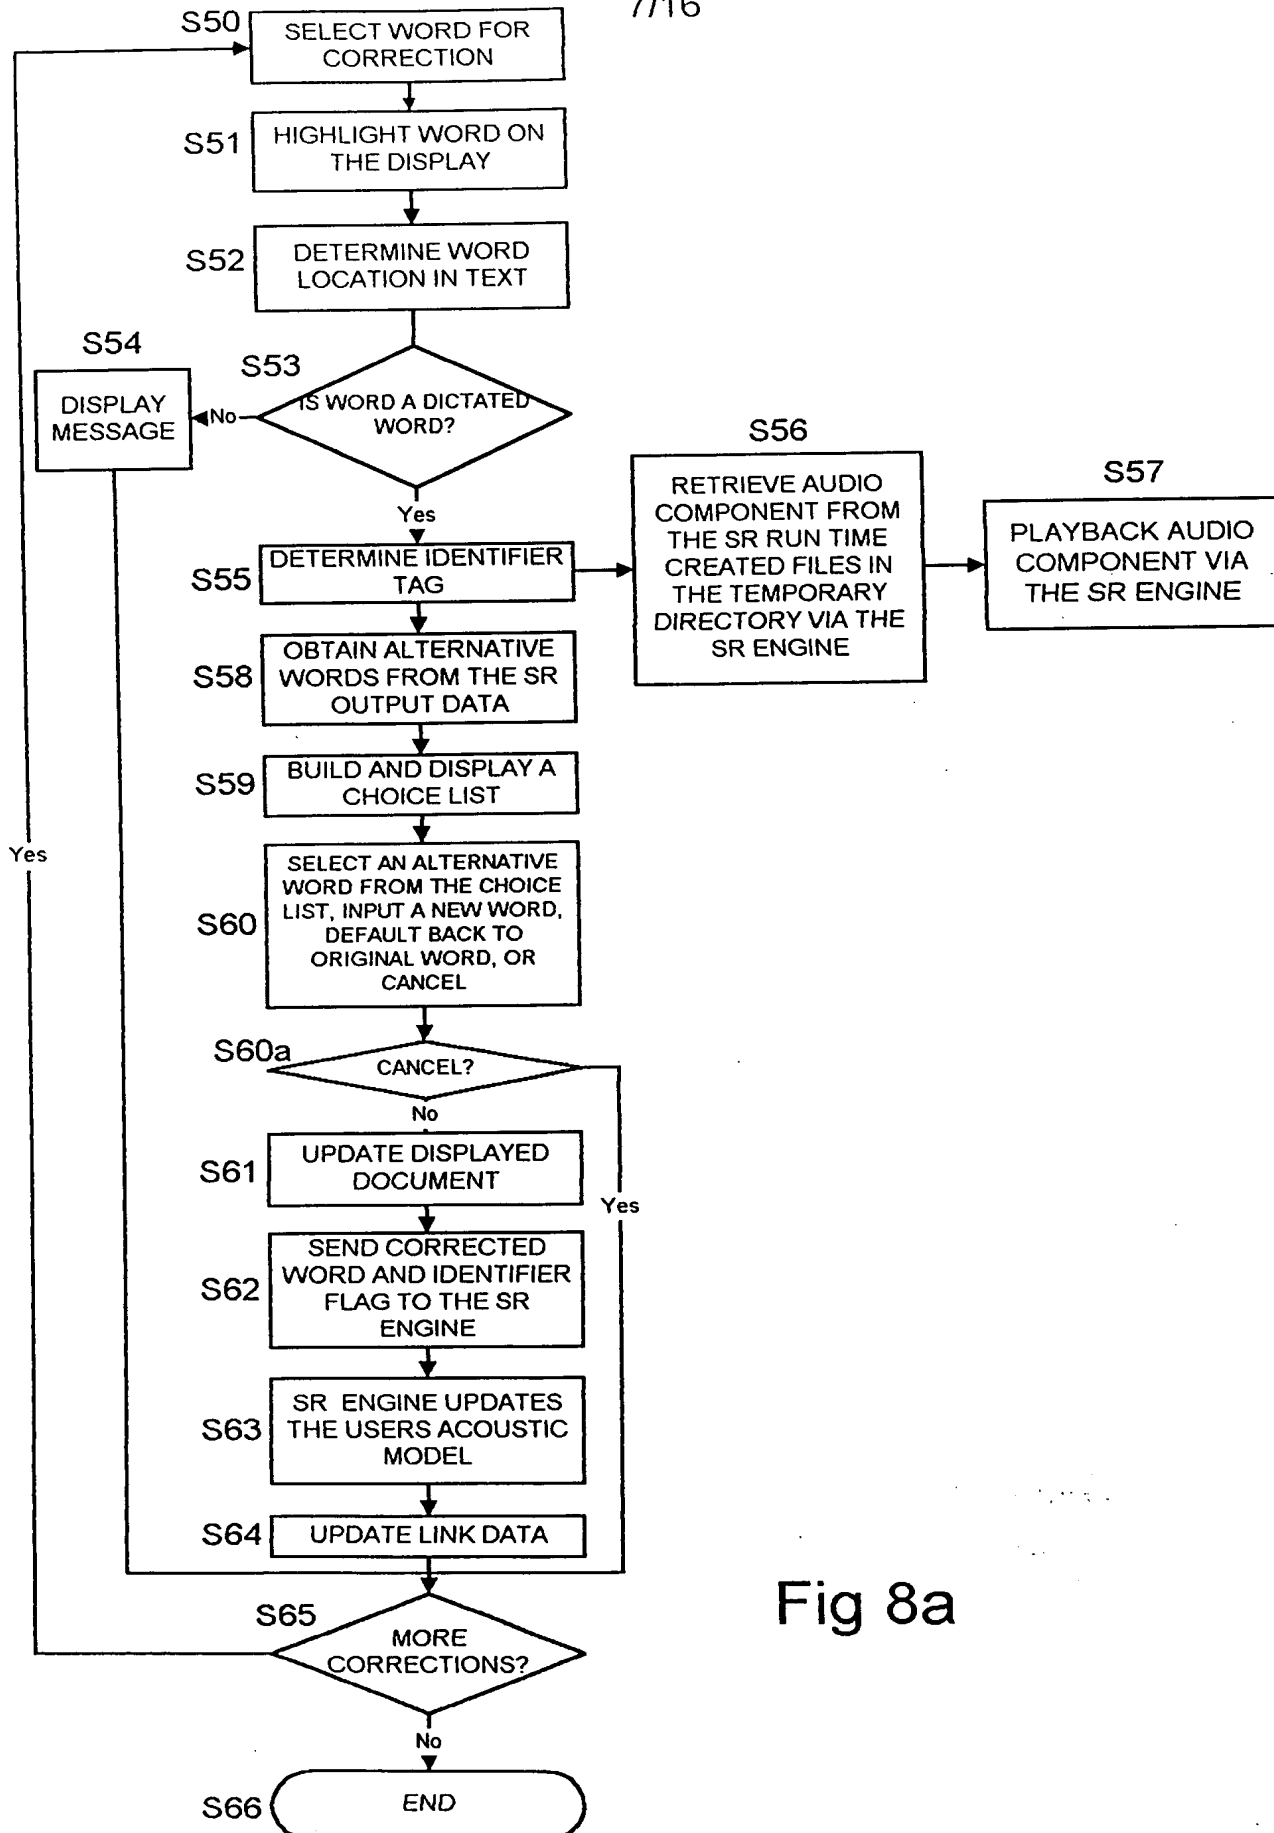 7/16
S50
SELECT WORD FOR
CORRECTION
S51
HIGHLIGHT WORD ON
THE DISPLAY
S52
DETERMINE WORD
LOCATION IN TEXT
S54
DISPLAY
MESSAGE
No
S53
IS WORD A DICTATED
WORD?
Yes
S55
DETERMINE IDENTIFIER
TAG
S56
RETRIEVE AUDIO
COMPONENT FROM
THE SR RUN TIME
CREATED FILES IN
THE TEMPORARY
DIRECTORY VIA THE
SR ENGINE
S57
PLAYBACK AUDIO
COMPONENT VIA
THE SR ENGINE
S58
OBTAIN ALTERNATIVE
WORDS FROM THE SR
OUTPUT DATA
S59
BUILD AND DISPLAY A
CHOICE LIST
Yes
S60
SELECT AN ALTERNATIVE
WORD FROM THE CHOICE
LIST, INPUT A NEW WORD,
DEFAULT BACK TO
ORIGINAL WORD, OR
CANCEL
S60a
CANCEL?
No
S61
UPDATE DISPLAYED
DOCUMENT
Yes
S62
SEND CORRECTED
WORD AND IDENTIFIER
FLAG TO THE SR
ENGINE
S63
SR ENGINE UPDATES
THE USERS ACOUSTIC
MODEL
S64
UPDATE LINK DATA
S65
MORE
CORRECTIONS?
No
S66
END
Fig 8a